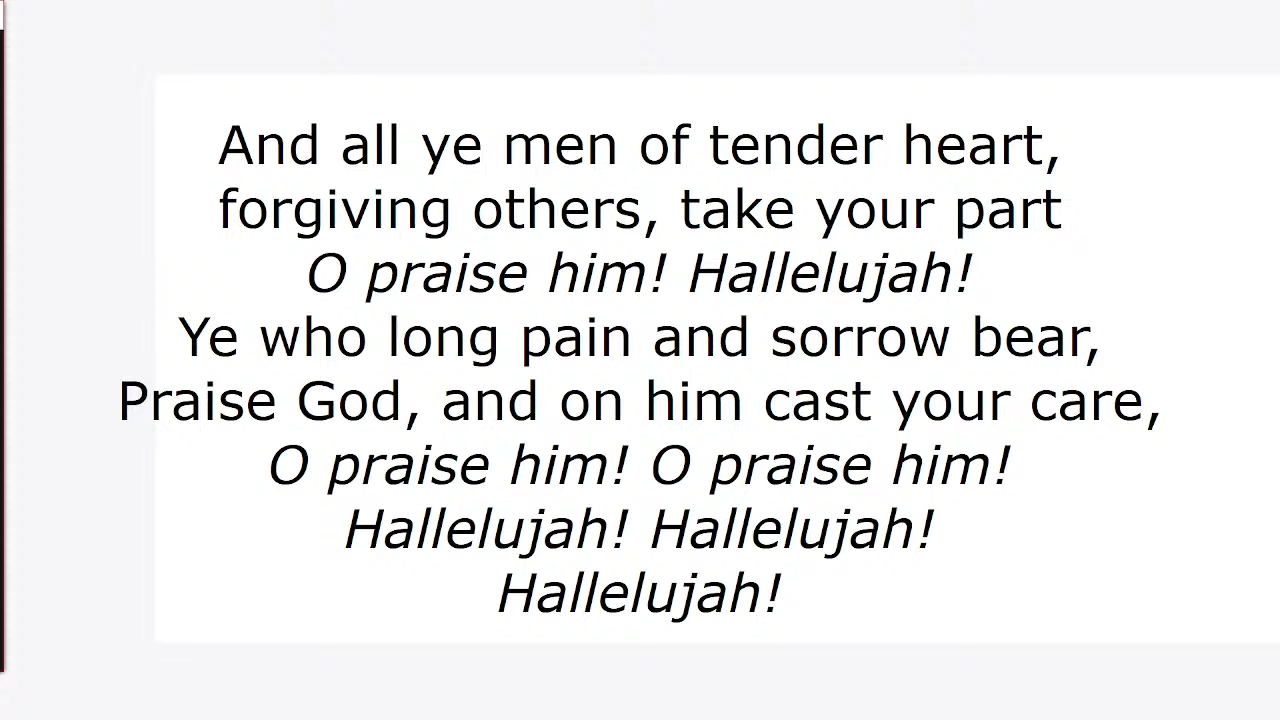 And all ye men of tender heart,
forgiving others, take your part
O praise him! Hallelujah!
Ye who long pain and sorrow bear,
Praise God, and on him cast your care,
O praise him! O praise him!
Hallelujah! Hallelujah!
Hallelujah!